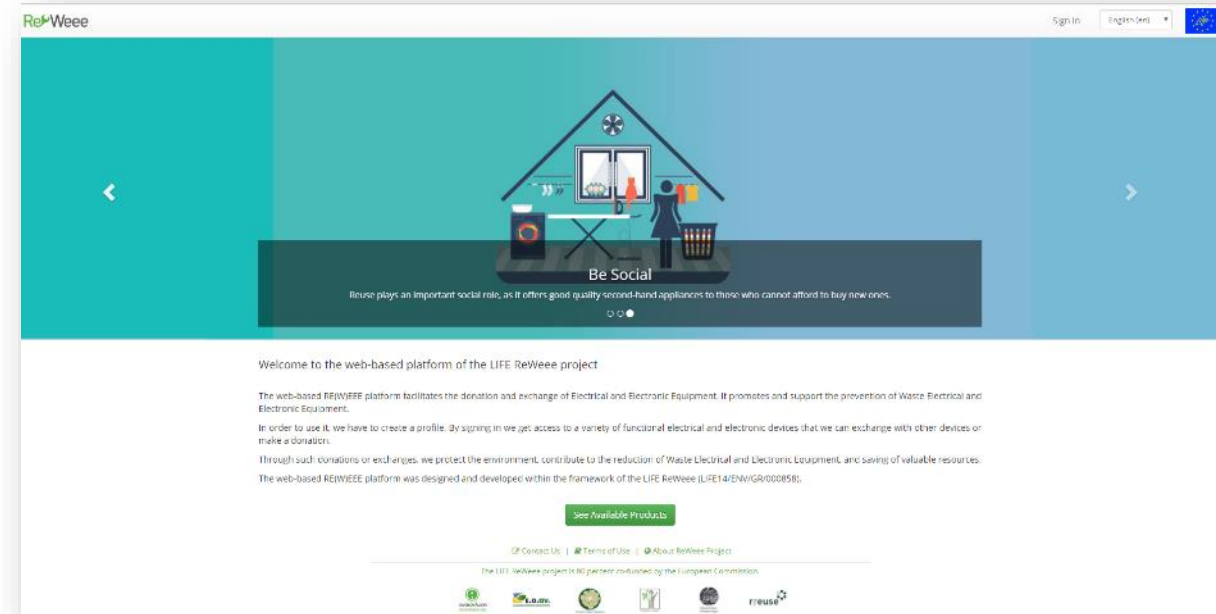 Re Weee
Sign in English (en)
Be Social
Reuse plays an important social role, as it offers good quality second-hand appliances to those who cannot afford to buy new ones.
Welcome to the web-based platform of the LIFE ReWeee project
The web-based RE(W)EEE platform facilitates the donation and exchange of Electrical and Electronic Equipment. It promotes and support the prevention of Waste Electrical and
Electronic Equipment.
In order to use it, we have to create a profile. By signing in we get access to a variety of functional electrical and electronic devices that we can exchange with other devices or
make a donation.
Through such donations or exchanges, we protect the environment, contribute to the reduction of Waste Electrical and Electronic Equipment, and saving of valuable resources.
The web-based RE(W)EEE platform was designed and developed within the framework of the LIFE ReWeee (LIFE14/ENV/GR/000858).
See Available Products
Contact Us | Terms of Use | About ReWeee Project
The LIFE ReWeee project is 60 percent co-funded by the European Commission.
rreuse